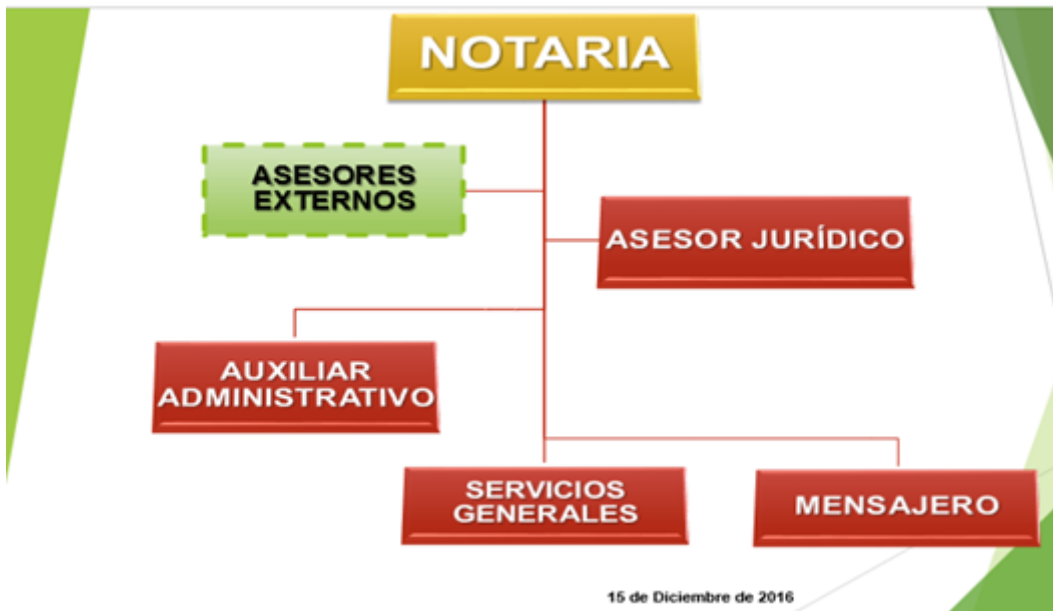 NOTARIA
ASESORES
EXTERNOS
ASESOR JURÍDICO
AUXILIAR
ADMINISTRATIVO
SERVICIOS
GENERALES
MENSAJERO
15 de Diciembre de 2016